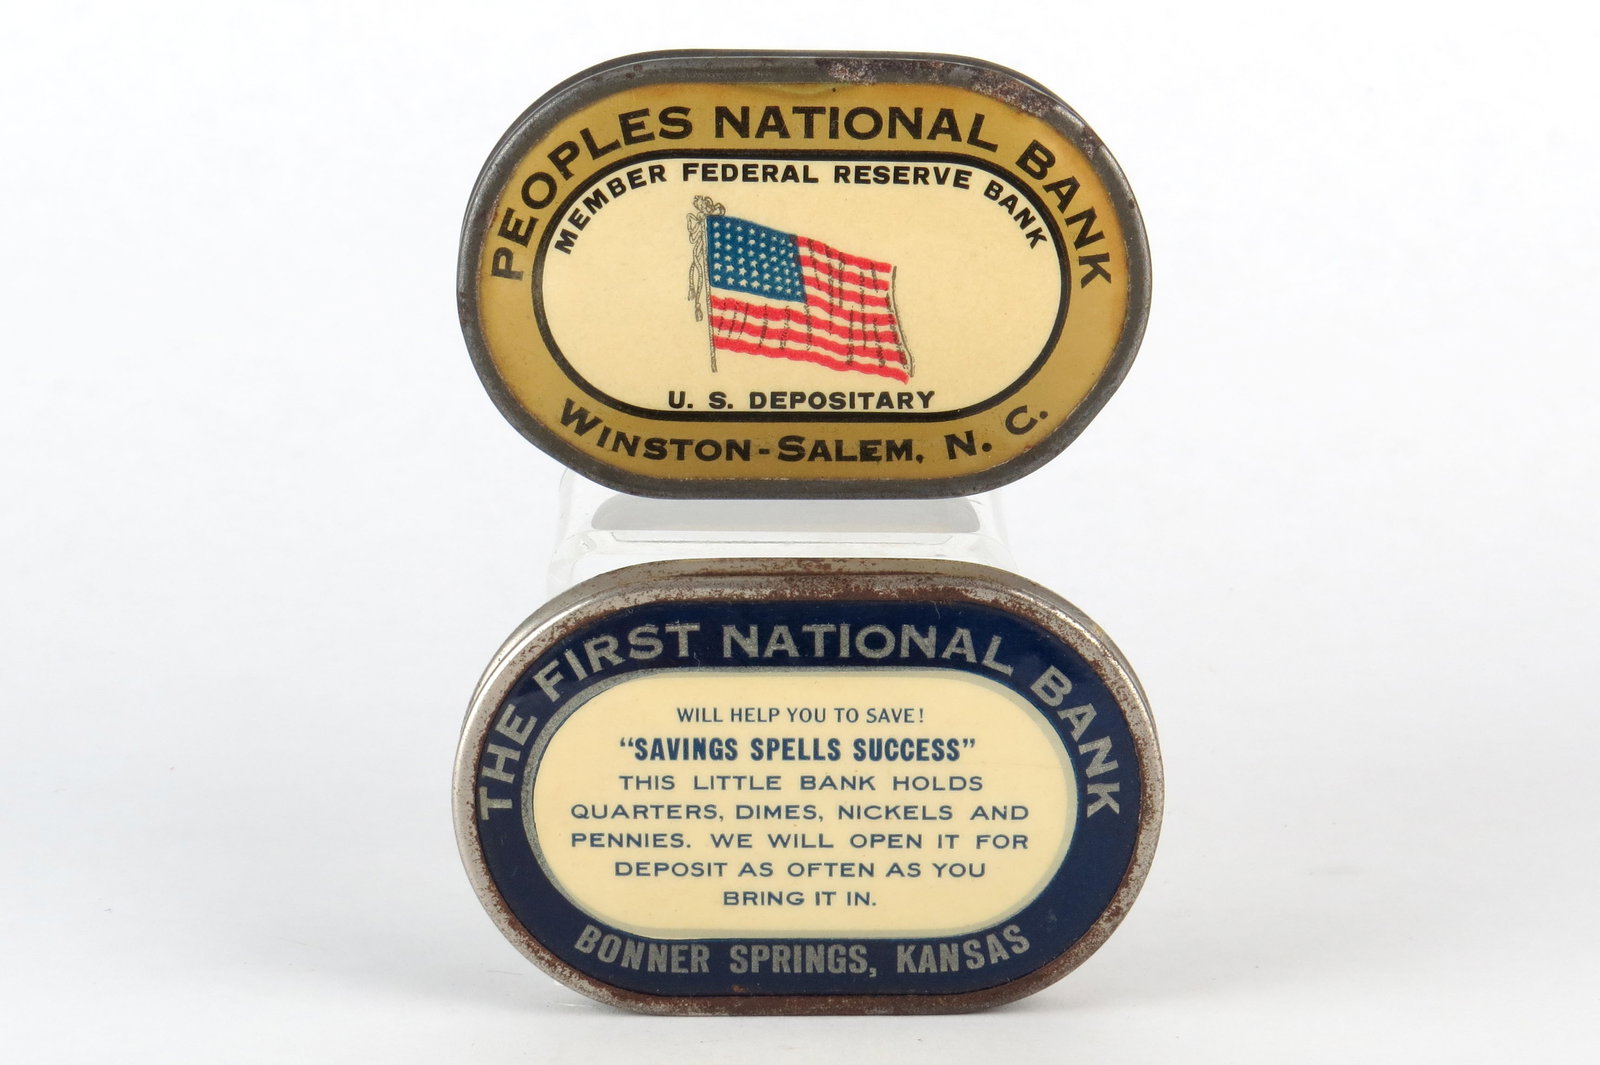 PEOPLES NATIONAL BANK
MEMBER FEDERAL RESERVE BANK
U. S. DEPOSITARY
WINSTON-SALEM, N. C.
THE FIRST NATIONAL BANK
WILL HELP YOU TO SAVE!
"SAVINGS SPELLS SUCCESS"
THIS LITTLE BANK HOLDS
QUARTERS, DIMES, NICKELS AND
PENNIES. WE WILL OPEN IT FOR
DEPOSIT AS OFTEN AS YOU
BRING IT IN.
BONNER SPRINGS, KANSAS